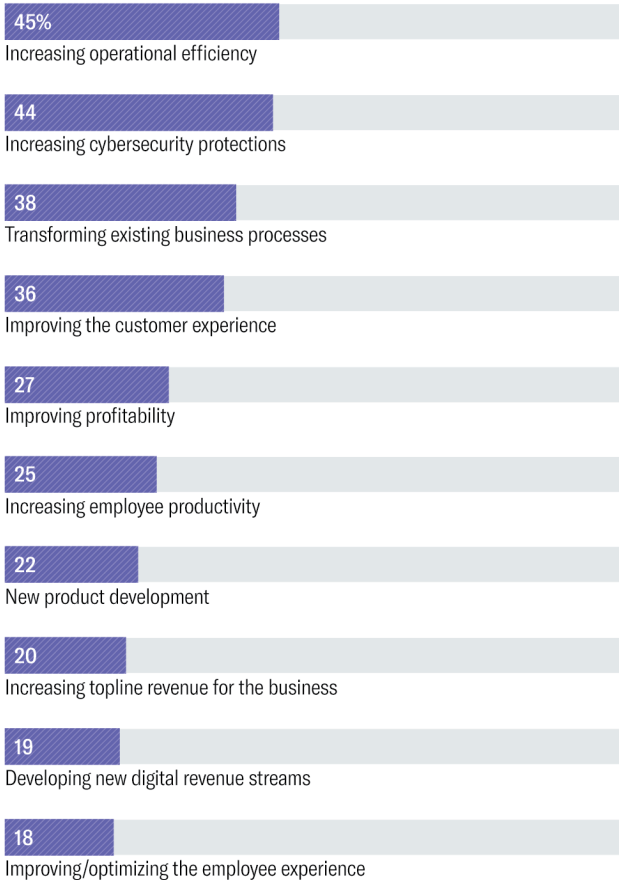 45%
Increasing operational efficiency
44
Increasing cybersecurity protections
38
Transforming existing business processes
36
Improving the customer experience
27
Improving profitability
25
Increasing employee productivity
22
New product development
20
Increasing topline revenue for the business
19
Developing new digital revenue streams
18
Improving/optimizing the employee experience